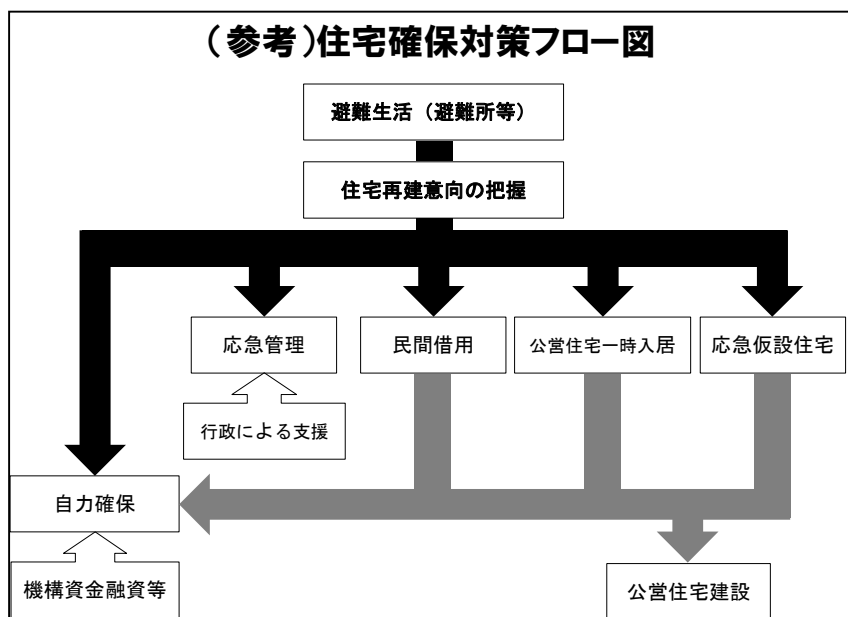 (参考)住宅確保対策フロー図
避難生活(避難所等)
住宅再建意向の把握
応急管理
民間借用
公営住宅一時入居
応急仮設住宅
行政による支援
自力確保
機構資金融資等
公営住宅建設